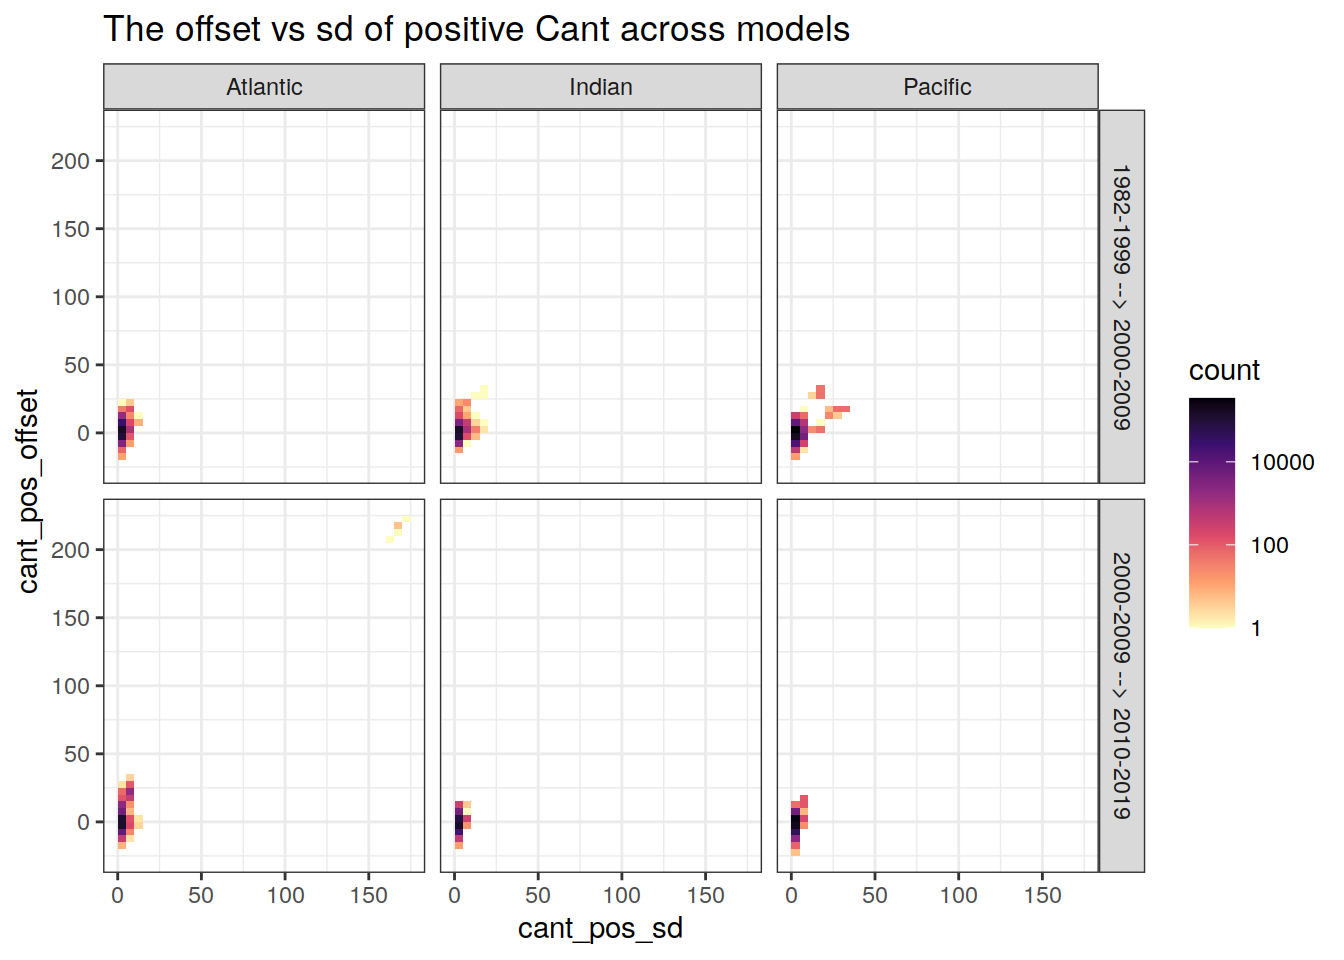 The offset vs sd of positive Cant across models
Atlantic
Indian
Pacific
200
150
100
50
0
1982-1999 --> 2000-2009
200
150
100
50
0
2000-2009 --> 2010-2019
cant_pos_offset
0 50 100 150
0 50 100 150
0 50 100 150
cant_pos_sd
count
10000
100
1